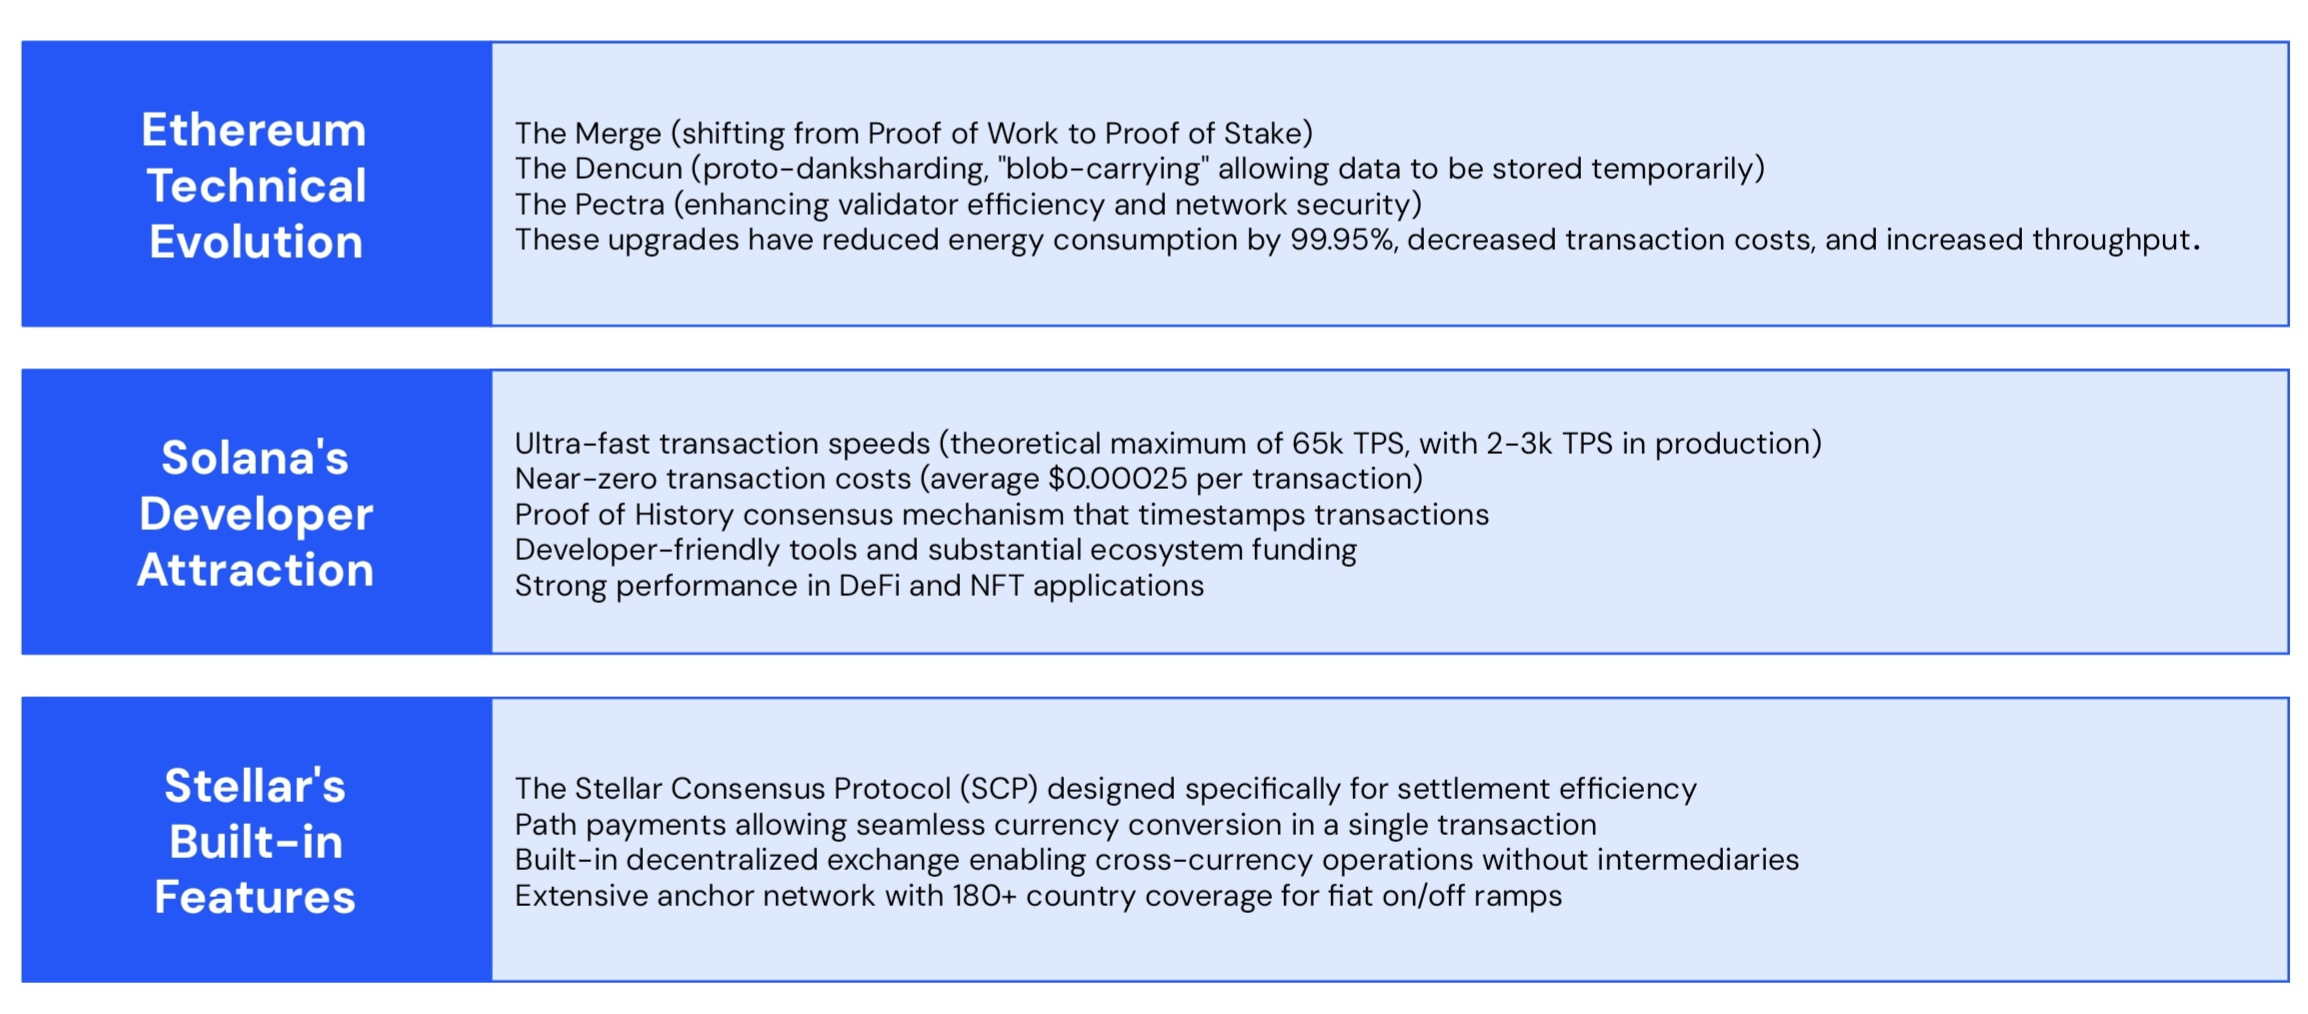 Ethereum
Technical
Evolution
The Merge (shifting from Proof of Work to Proof of Stake)
The Dencun (proto-danksharding, "blob-carrying" allowing data to be stored temporarily)
The Pectra (enhancing validator efficiency and network security)
These upgrades have reduced energy consumption by 99.95%, decreased transaction costs, and increased throughput.
Solana's
Developer
Attraction
Ultra-fast transaction speeds (theoretical maximum of 65k TPS, with 2-3k TPS in production)
Near-zero transaction costs (average $0.00025 per transaction)
Proof of History consensus mechanism that timestamps transactions
Developer-friendly tools and substantial ecosystem funding
Strong performance in DeFi and NFT applications
Stellar's
Built-in
Features
The Stellar Consensus Protocol (SCP) designed specifically for settlement efficiency
Path payments allowing seamless currency conversion in a single transaction
Built-in decentralized exchange enabling cross-currency operations without intermediaries
Extensive anchor network with 180+ country coverage for fiat on/off ramps